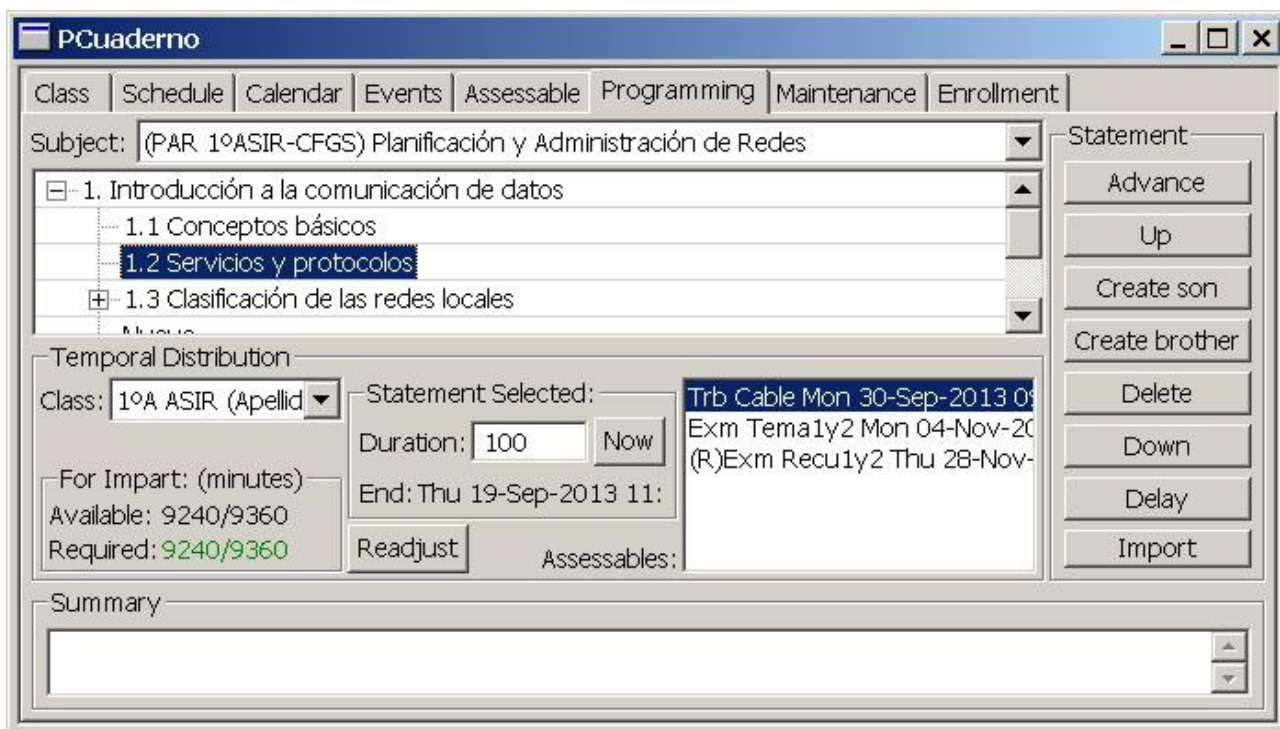 PCuaderno
Class Schedule Calendar Events Assessable Programming Maintenance Enrollment
Subject: (PAR 1ºASIR-CFGS) Planificación y Administración de Redes
1. Introducción a la comunicación de datos
1.1 Conceptos básicos
1.2 Servicios y protocolos
1.3 Clasificación de las redes locales
Temporal Distribution
Class: 1ºA ASIR (Apellid
For Impart: (minutes)
Available: 9240/9360
Required: 9240/9360
Statement Selected:
Duration: 100 Now
End: Thu 19-Sep-2013 11:
Readjust
Assessables:
Trb Cable Mon 30-Sep-2013 09
Exm Tema1y2 Mon 04-Nov-20
(R)Exm Recu1y2 Thu 28-Nov-
Statement
Advance
Up
Create son
Create brother
Delete
Down
Delay
Import
Summary